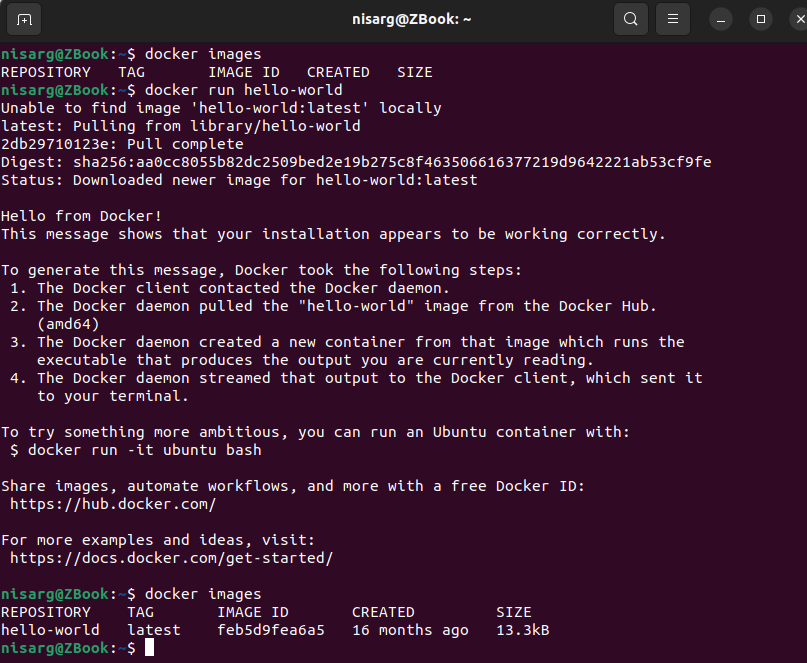 nisarg@ZBook: ~
nisarg@ZBook:~$ docker images
REPOSITORY   TAG       IMAGE ID   CREATED   SIZE
nisarg@ZBook:~$ docker run hello-world
Unable to find image 'hello-world:latest' locally
latest: Pulling from library/hello-world
2db29710123e: Pull complete
Digest: sha256:aa0cc8055b82dc2509bed2e19b275c8f463506616377219d9642221ab53cf9fe
Status: Downloaded newer image for hello-world:latest

Hello from Docker!
This message shows that your installation appears to be working correctly.

To generate this message, Docker took the following steps:
 1. The Docker client contacted the Docker daemon.
 2. The Docker daemon pulled the "hello-world" image from the Docker Hub.
    (amd64)
 3. The Docker daemon created a new container from that image which runs the
    executable that produces the output you are currently reading.
 4. The Docker daemon streamed that output to the Docker client, which sent it
    to your terminal.

To try something more ambitious, you can run an Ubuntu container with:
 $ docker run -it ubuntu bash

Share images, automate workflows, and more with a free Docker ID:
 https://hub.docker.com/

For more examples and ideas, visit:
 https://docs.docker.com/get-started/

nisarg@ZBook:~$ docker images
REPOSITORY    TAG       IMAGE ID       CREATED         SIZE
hello-world   latest    feb5d9fea6a5   16 months ago   13.3kB
nisarg@ZBook:~$